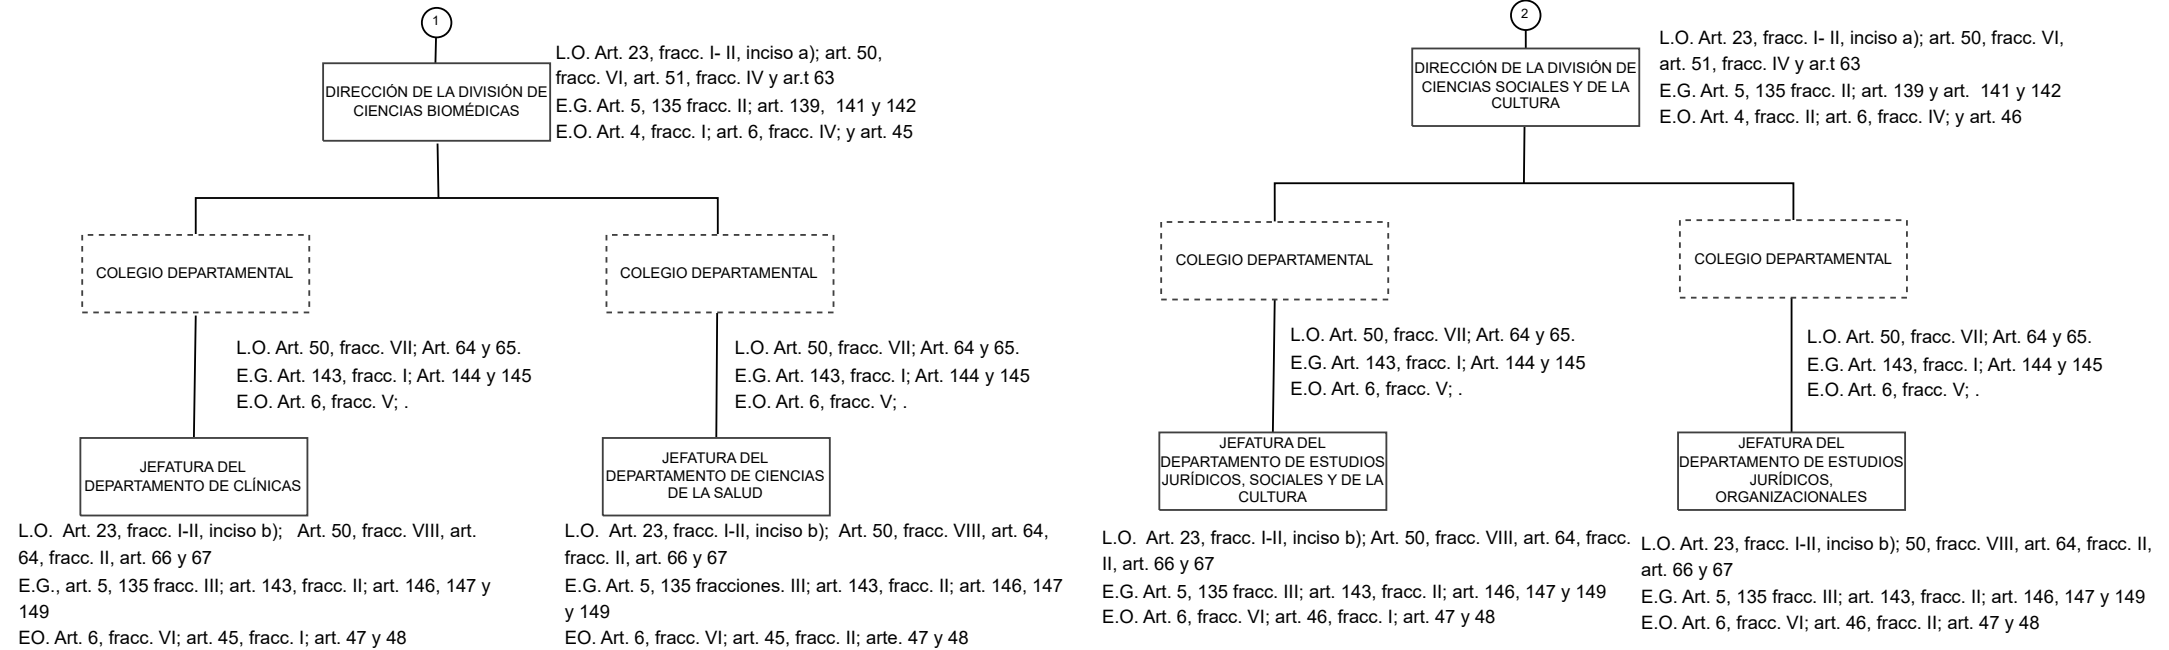 1
DIRECCIÓN DE LA DIVISIÓN DE
CIENCIAS BIOMÉDICAS
L.O. Art. 23, fracc. I- II, inciso a); art. 50,
fracc. VI, art. 51, fracc. IV y ar.t 63
E.G. Art. 5, 135 fracc. II; art. 139, 141 y 142
E.O. Art. 4, fracc. I; art. 6, fracc. IV; y art. 45
COLEGIO DEPARTAMENTAL
L.O. Art. 50, fracc. VII; Art. 64 y 65.
E.G. Art. 143, fracc. I; Art. 144 y 145
E.O. Art. 6, fracc. V; .
JEFATURA DEL
DEPARTAMENTO DE CLÍNICAS
L.O. Art. 23, fracc. I-II, inciso b); Art. 50, fracc. VIII, art.
64, fracc. II, art. 66 y 67
E.G., art. 5, 135 fracc. III; art. 143, fracc. II; art. 146, 147 y
149
EO. Art. 6, fracc. VI; art. 45, fracc. I; art. 47 y 48
COLEGIO DEPARTAMENTAL
L.O. Art. 50, fracc. VII; Art. 64 y 65.
E.G. Art. 143, fracc. I; Art. 144 y 145
E.O. Art. 6, fracc. V; .
JEFATURA DEL
DEPARTAMENTO DE CIENCIAS
DE LA SALUD
L.O. Art. 23, fracc. I-II, inciso b); Art. 50, fracc. VIII, art. 64,
fracc. II, art. 66 y 67
E.G. Art. 5, 135 fracciones. III; art. 143, fracc. II; art. 146, 147
y 149
EO. Art. 6, fracc. VI; art. 45, fracc. II; arte. 47 y 48
2
DIRECCIÓN DE LA DIVISIÓN DE
CIENCIAS SOCIALES Y DE LA
CULTURA
L.O. Art. 23, fracc. I- II, inciso a); art. 50, fracc. VI,
art. 51, fracc. IV y ar.t 63
E.G. Art. 5, 135 fracc. II; art. 139 y art. 141 y 142
E.O. Art. 4, fracc. II; art. 6, fracc. IV; y art. 46
COLEGIO DEPARTAMENTAL
L.O. Art. 50, fracc. VII; Art. 64 y 65.
E.G. Art. 143, fracc. I; Art. 144 y 145
E.O. Art. 6, fracc. V; .
JEFATURA DEL
DEPARTAMENTO DE ESTUDIOS
JURÍDICOS, SOCIALES Y DE LA
CULTURA
L.O. Art. 23, fracc. I-II, inciso b); Art. 50, fracc. VIII, art. 64, fracc.
II, art. 66 y 67
E.G. Art. 5, 135 fracc. III; art. 143, fracc. II; art. 146, 147 y 149
E.O. Art. 6, fracc. VI; art. 46, fracc. I; art. 47 y 48
COLEGIO DEPARTAMENTAL
L.O. Art. 50, fracc. VII; Art. 64 y 65.
E.G. Art. 143, fracc. I; Art. 144 y 145
E.O. Art. 6, fracc. V; .
JEFATURA DEL
DEPARTAMENTO DE ESTUDIOS
JURÍDICOS,
ORGANIZACIONALES
L.O. Art. 23, fracc. I-II, inciso b); 50, fracc. VIII, art. 64, fracc. II,
art. 66 y 67
E.G. Art. 5, 135 fracc. III; art. 143, fracc. II; art. 146, 147 y 149
E.O. Art. 6, fracc. VI; art. 46, fracc. II; art. 47 y 48